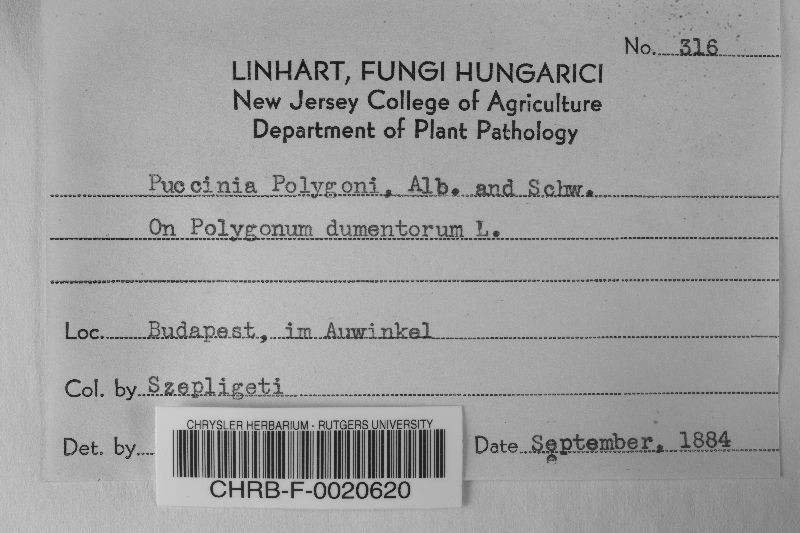 No. 316
LINHART, FUNGI HUNGARICI
New Jersey College of Agriculture
Department of Plant Pathology
Puccinia Polygoni, Alb. and Schw.
On Polygonum dumentorum L.
Loc. Budapest, im Auwinkel
Col. by Szepligeti
Det. by
Date September, 1884
CHRYSLER HERBARIUM - RUTGERS UNIVERSITY
CHRB-F-0020620